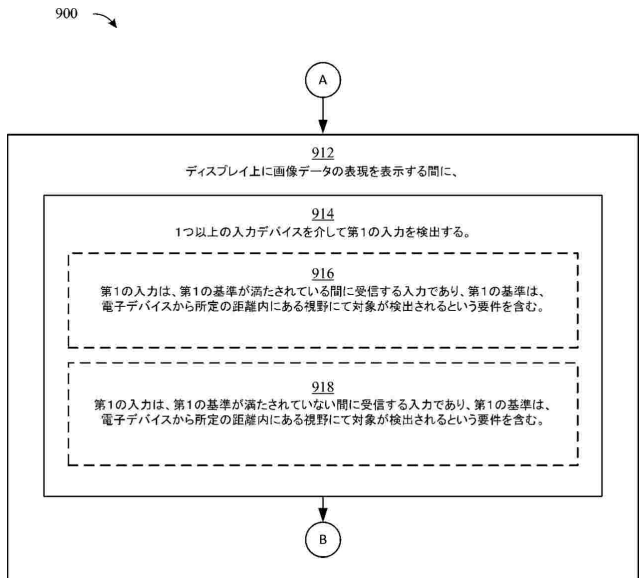 900
A
912
ディスプレイ上に画像データの表現を表示する間に、
914
1つ以上の入力デバイスを介して第1の入力を検出する。
916
第1の入力は、第1の基準が満たされている間に受信する入力であり、第1の基準は、
電子デバイスから所定の距離内にある視野にて対象が検出されるという要件を含む。
918
第1の入力は、第1の基準が満たされていない間に受信する入力であり、第1の基準は、
電子デバイスから所定の距離内にある視野にて対象が検出されるという要件を含む。
B